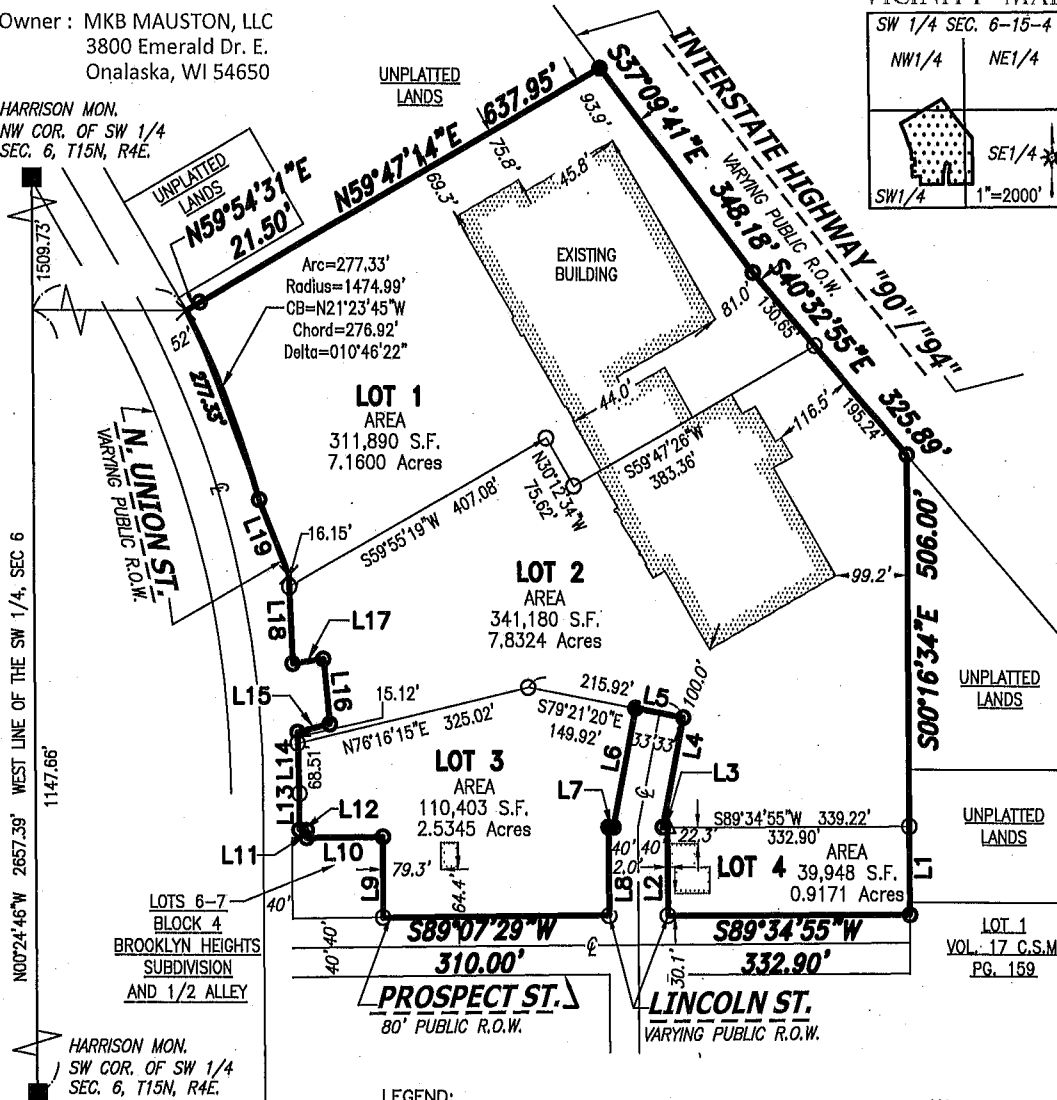 Owner : MKB MAUSTON, LLC
3800 Emerald Dr. E.
Onalaska, WI 54650
SW 1/4 SEC. 6-15-4
NW1/4
NE1/4
SE1/4
SW1/4
1"=2000'
HARRISON MON.
NW COR. OF SW 1/4
SEC. 6, T15N, R4E.
UNPLATTED
LANDS
UNPLATTED
LANDS
N59°54'31"E
21.50'
N59°47'14"E 637.95'
93.9'
75.8'
69.3'
45.8'
S37°09'41"E 348.18'
INTERSTATE HIGHWAY "90"/"94"
VARYING PUBLIC R.O.W.
S40°32'55"E 325.89'
130.65'
195.24'
1509.73'
Arc=277.33'
Radius=1474.99'
CB=N21°23'45"W
Chord=276.92'
Delta=010°46'22"
EXISTING
BUILDING
81.0'
44.0'
116.5'
52'
277.33'
LOT 1
AREA
311,890 S.F.
7.1600 Acres
N. UNION ST.
VARYING PUBLIC R.O.W.
L19
16.15'
S59°55'19"W 407.08'
N30°12'34"W
75.62'
S59°47'26"W
383.36'
LOT 2
AREA
341,180 S.F.
7.8324 Acres
99.2'
S00°16'34"E 506.00'
L18
L17
L16
L15
15.12'
N76°16'15"E 325.02'
215.92'
S79°21'20"E
149.92'
L5
100.0'
33'
33'
L6
L4
L3
L7
UNPLATTED
LANDS
UNPLATTED
LANDS
N00°24'46"W 2657.39' WEST LINE OF THE SW 1/4, SEC 6
1147.66'
L14
68.51'
L13
L12
L11
L10
L9
LOT 3
AREA
110,403 S.F.
2.5345 Acres
79.3'
64.4'
40'
40
2.0'
22.3'
L8
L2
S89°34'55"W 339.22'
332.90'
LOT 4
AREA
39,948 S.F.
0.9171 Acres
L1
LOTS 6-7
BLOCK 4
BROOKLYN HEIGHTS
SUBDIVISION
AND 1/2 ALLEY
40'
40'
40'
S89°07'29"W
310.00'
30.1'
S89°34'55"W
332.90'
LOT 1
VOL. 17 C.S.M
PG. 159
PROSPECT ST.
80' PUBLIC R.O.W.
LINCOLN ST.
VARYING PUBLIC R.O.W.
HARRISON MON.
SW COR. OF SW 1/4
SEC. 6, T15N, R4E.
LEGEND: